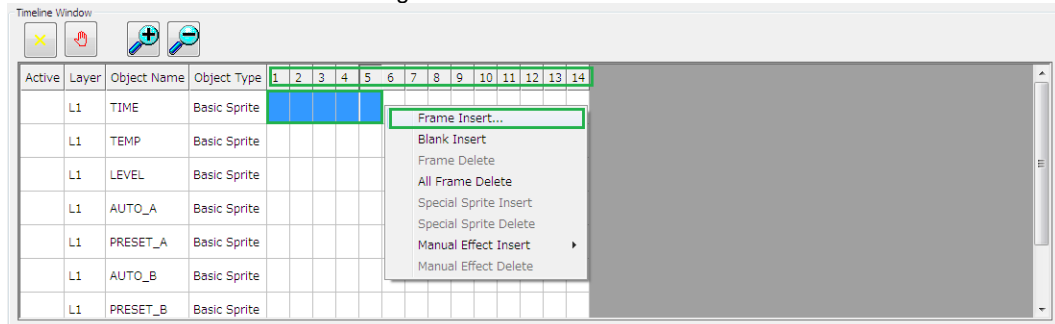 Timeline Window
Active Layer Object Name Object Type 1 2 3 4 5 6 7 8 9 10 11 12 13 14
L1 TIME Basic Sprite
Frame Insert...
L1 TEMP Basic Sprite
Blank Insert
Frame Delete
L1 LEVEL Basic Sprite
All Frame Delete
L1 AUTO_A Basic Sprite
Special Sprite Insert
Special Sprite Delete
L1 PRESET_A Basic Sprite
Manual Effect Insert
L1 AUTO_B Basic Sprite
Manual Effect Delete
L1 PRESET_B Basic Sprite